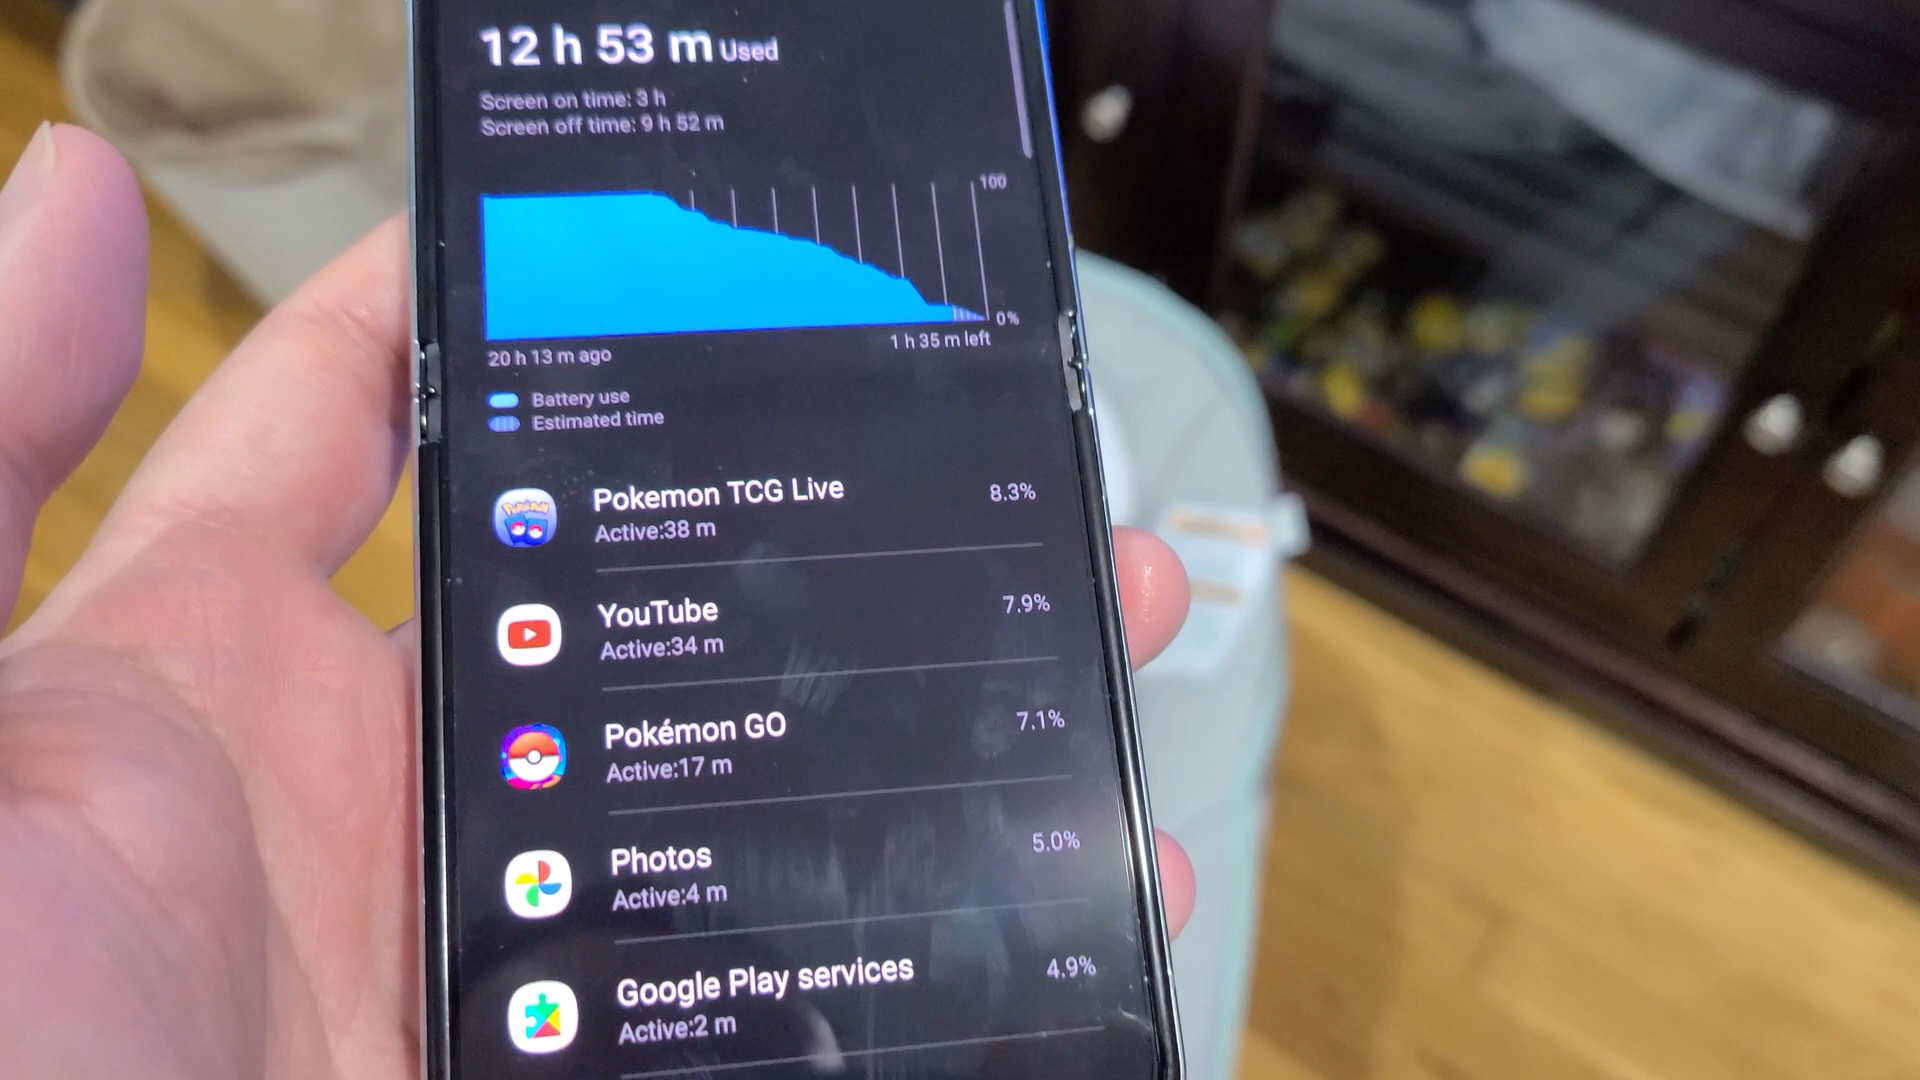 12 h 53 m Used
Screen on time: 3 h
Screen off time: 9 h 52 m
100
0%
1 h 35 m left
20 h 13 m ago
Battery use
Estimated time
Pokémon
Pokemon TCG Live
8.3%
Active:38 m
YouTube
7.9%
Active:34 m
Pokémon GO
7.1%
Active:17 m
Photos
5.0%
Active:4 m
Google Play services
4.9%
Active:2 m